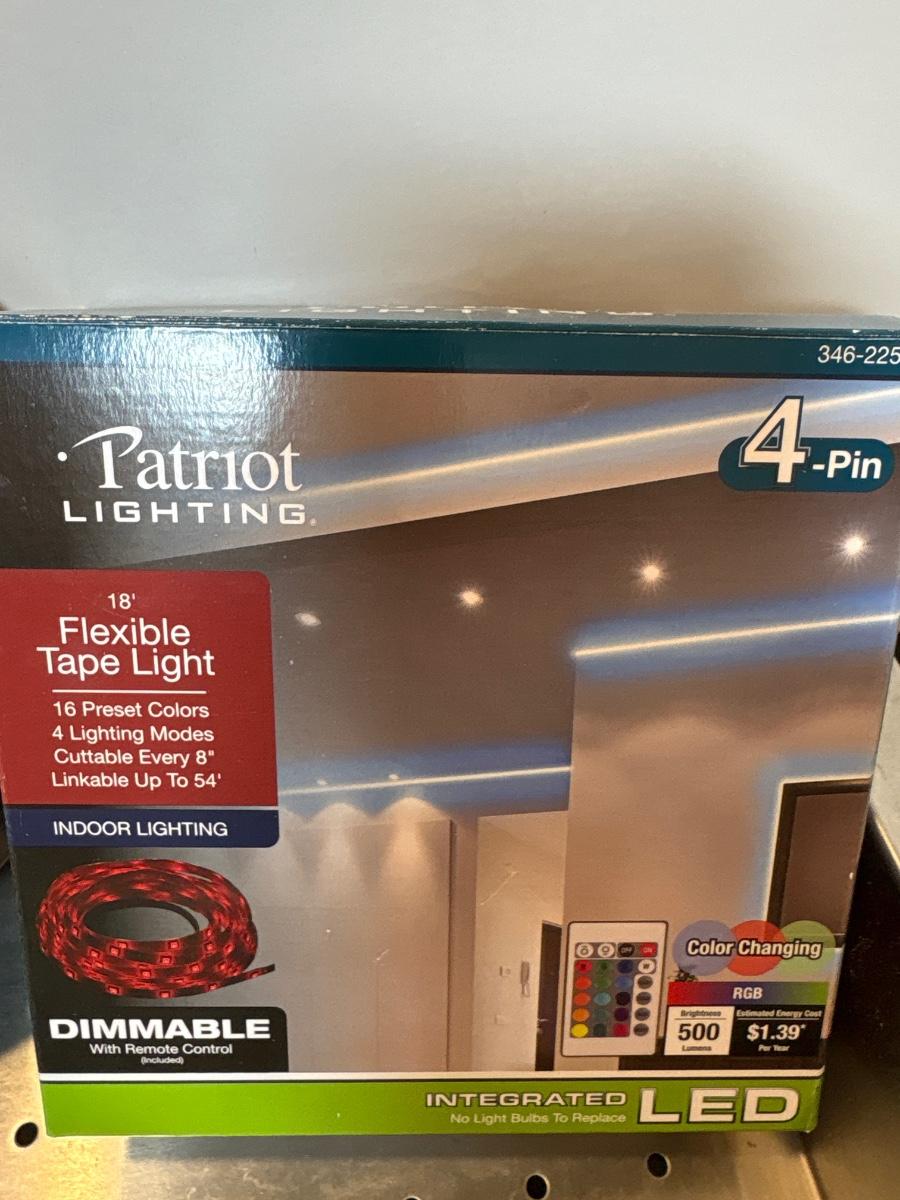 346-225
Patriot
LIGHTING®
4-Pin
18'
Flexible
Tape Light
16 Preset Colors
4 Lighting Modes
Cuttable Every 8"
Linkable Up To 54'
INDOOR LIGHTING
OFF ON
W
Color Changing
RGB
Brightness
500
Lumens
Estimated Energy Cost
$1.39*
Per Year
DIMMABLE
With Remote Control
(Included)
INTEGRATED
No Light Bulbs To Replace
LED